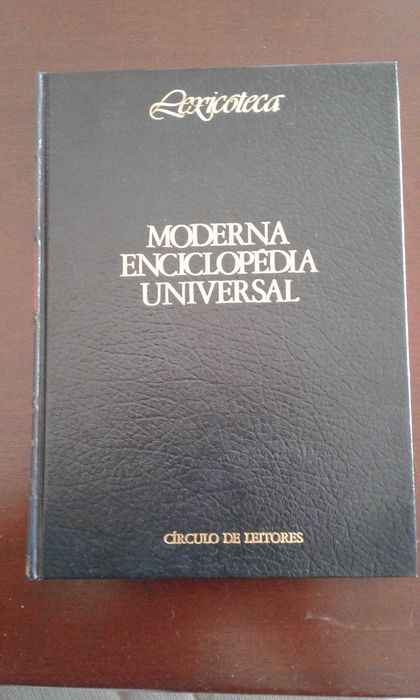 Lexicoteca
MODERNA
ENCICLOPÉDIA
UNIVERSAL
CÍRCULO DE LEITORES